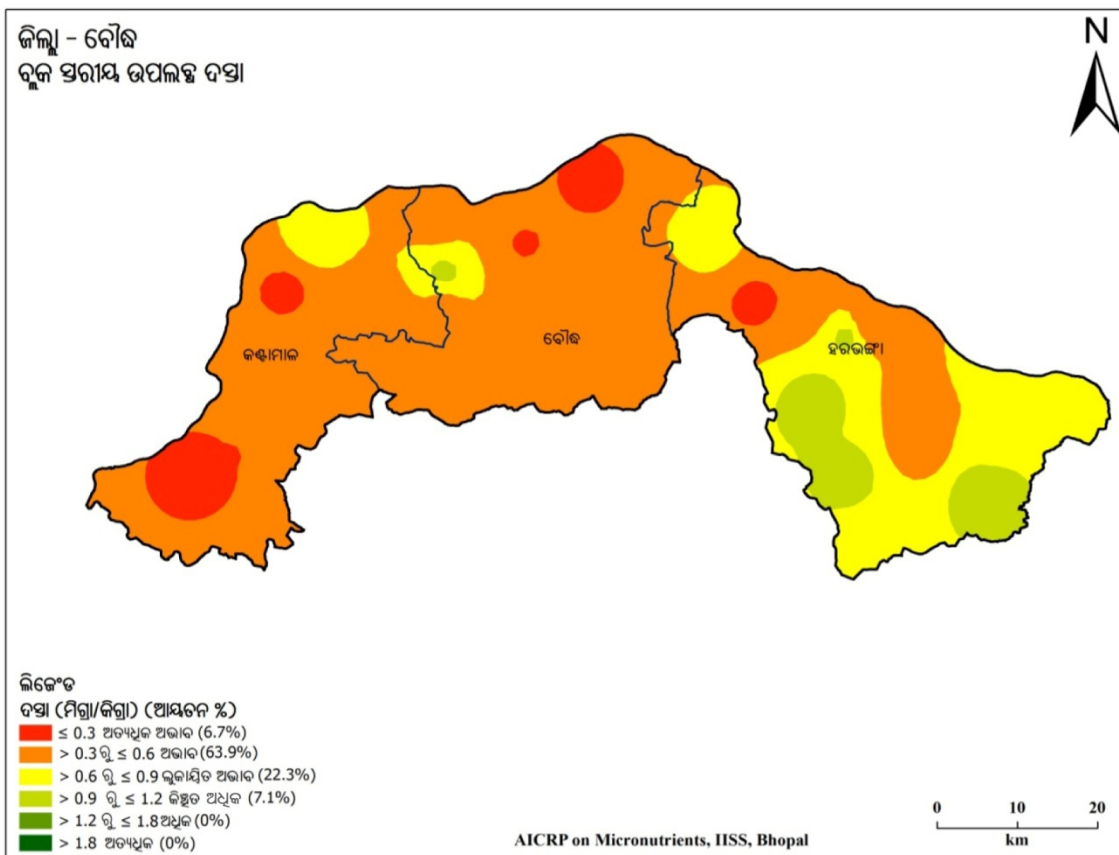 ଜିଲ୍ଲା - ବୌଦ୍ଧ
ବ୍ଲକ ସ୍ତରୀୟ ଉପଲବ୍ଧ ଦସ୍ତା
N
କଣ୍ଟାମାଳ
ବୌଦ୍ଧ
ହରଭଙ୍ଗା
ଲିଜେଂଡ
ଦସ୍ତା (ମିଗ୍ରା/କିଗ୍ରା) (ଆୟତନ %)
≤ 0.3 ଅତ୍ୟଧିକ ଅଭାବ (6.7%)
> 0.3 ରୁ ≤ 0.6 ଅଭାବ (63.9%)
> 0.6 ରୁ ≤ 0.9 ଲୁକାୟିତ ଅଭାବ (22.3%)
> 0.9 ରୁ ≤ 1.2 କିଞ୍ଚିତ ଅଧିକ (7.1%)
> 1.2 ରୁ ≤ 1.8 ଅଧିକ (0%)
> 1.8 ଅତ୍ୟଧିକ (0%)
AICRP on Micronutrients, IISS, Bhopal
0 10 20
km